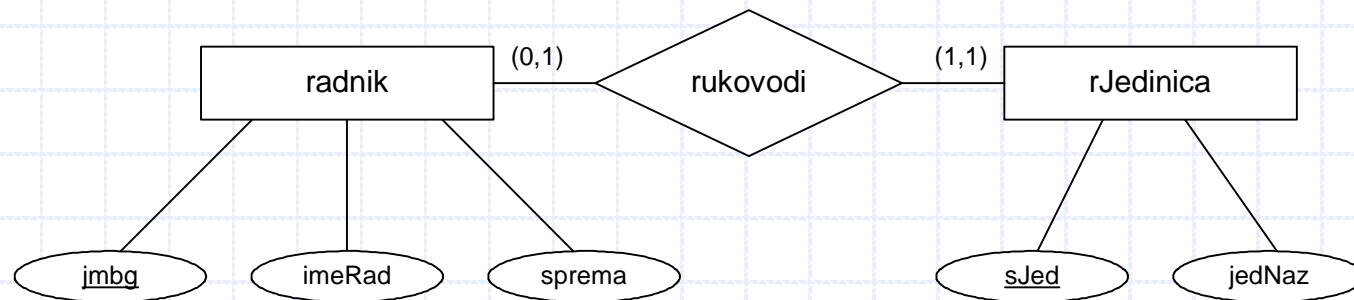 (0,1)
(1,1)
radnik
rukovodi
rJedinica
jmbg
imeRad
sprema
sJed
jedNaz